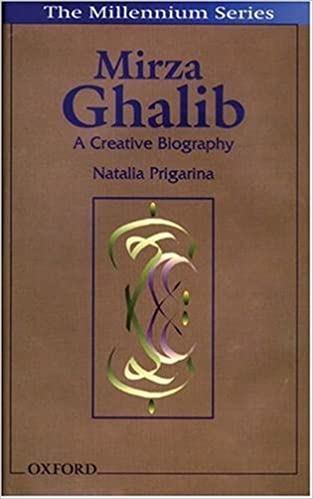 The Millennium Series
Mirza
Ghalib
A Creative Biography
Natalia Prigarina
OXFORD